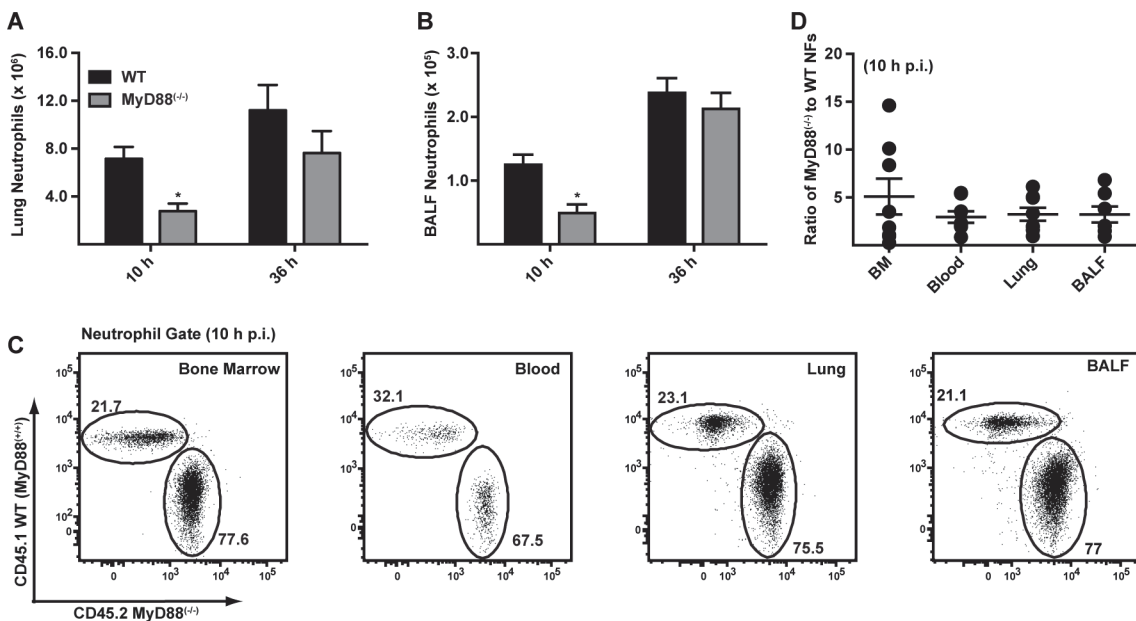 A
Lung Neutrophils (x 10⁶)
16.0
12.0
8.0
4.0
WT
MyD88(-/-)
*
10 h
36 h
B
BALF Neutrophils (x 10⁵)
3.0
2.0
1.0
*
10 h
36 h
D
Ratio of MyD88(-/-) to WT NFs
20
15
10
5
0
(10 h p.i.)
BM
Blood
Lung
BALF
C
Neutrophil Gate (10 h p.i.)
CD45.1 WT (MyD88(+/+))
CD45.2 MyD88(-/-)
Bone Marrow
10⁵
10⁴
10³
10²
0
21.7
77.6
0
10³
10⁴
10⁵
Blood
10⁵
10⁴
10³
0
32.1
67.5
0
10³
10⁴
10⁵
Lung
10⁵
10⁴
10³
0
23.1
75.5
0
10³
10⁴
10⁵
BALF
10⁵
10⁴
10³
0
21.1
77
0
10³
10⁴
10⁵